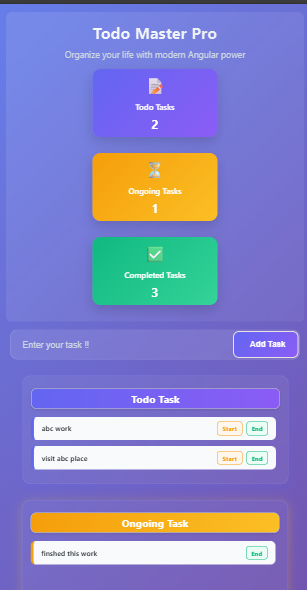 Todo Master Pro
Organize your life with modern Angular power
Todo Tasks
2
Ongoing Tasks
1
Completed Tasks
3
Enter your task !! Add Task
Todo Task
abc work Start End
visit abc place Start End
Ongoing Task
finshed this work End